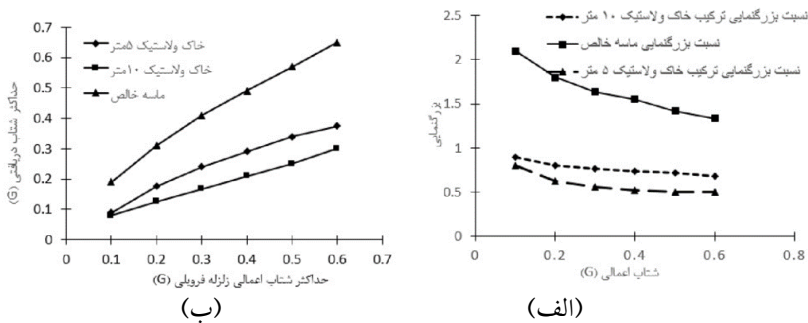 نسبت بزرگنمایی ترکیب خاک ولاستیک ۱۰ متر
نسبت بزرگنمایی ماسه خالص
نسبت بزرگنمایی ترکیب خاک ولاستیک ۵ متر
بزرگنمایی
2.5
2
1.5
1
0.5
0
0 0.2 0.4 0.6 0.8
شتاب اعمالی (G)
(الف)
خاک ولاستیک ۵متر
خاک ولاستیک ۱۰متر
ماسه خالص
حداکثر شتاب دریافتی (G)
0.7
0.6
0.5
0.4
0.3
0.2
0.1
0
0 0.1 0.2 0.3 0.4 0.5 0.6 0.7
حداکثر شتاب اعمالی زلزله فرویلی (G)
(ب)